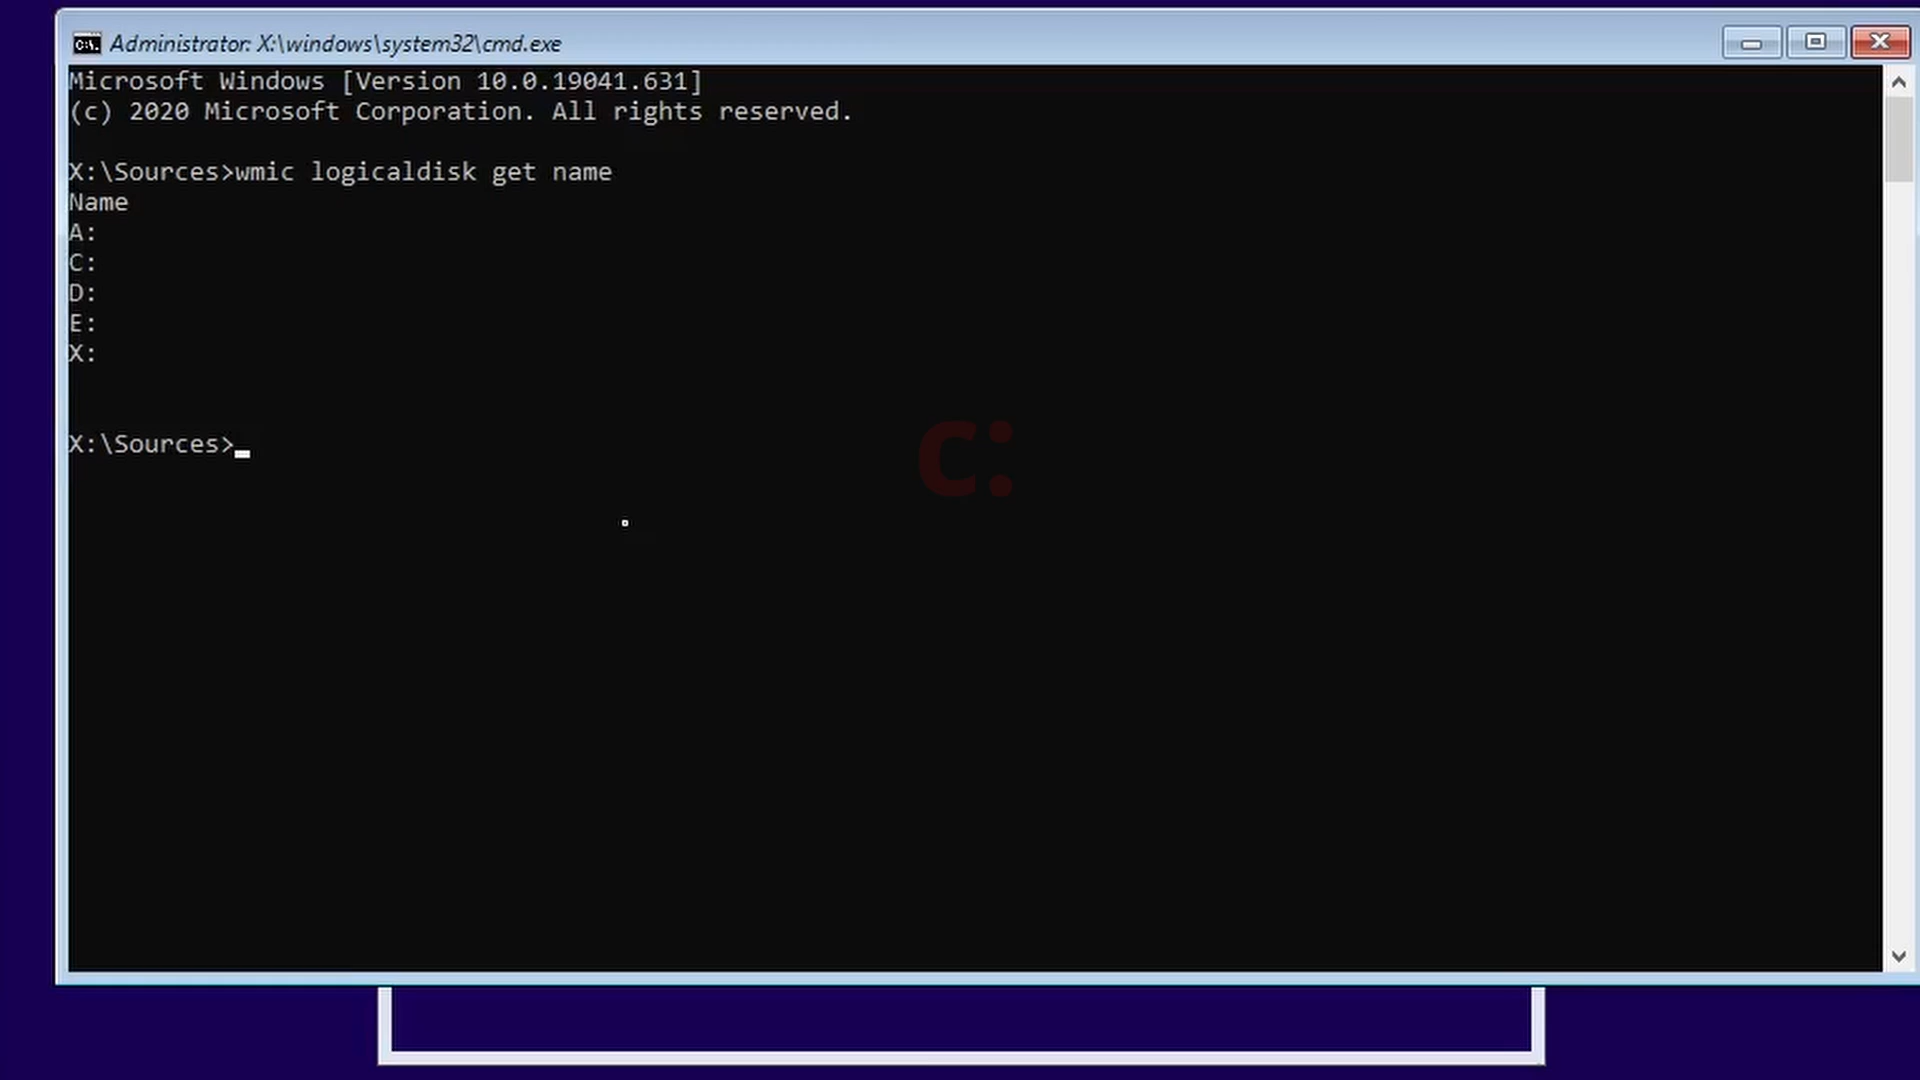 Administrator: X:\windows\system32\cmd.exe
Microsoft Windows [Version 10.0.19041.631]
(c) 2020 Microsoft Corporation. All rights reserved.
X:\Sources>wmic logicaldisk get name
Name
A:
C:
D:
E:
X:
X:\Sources>
c: